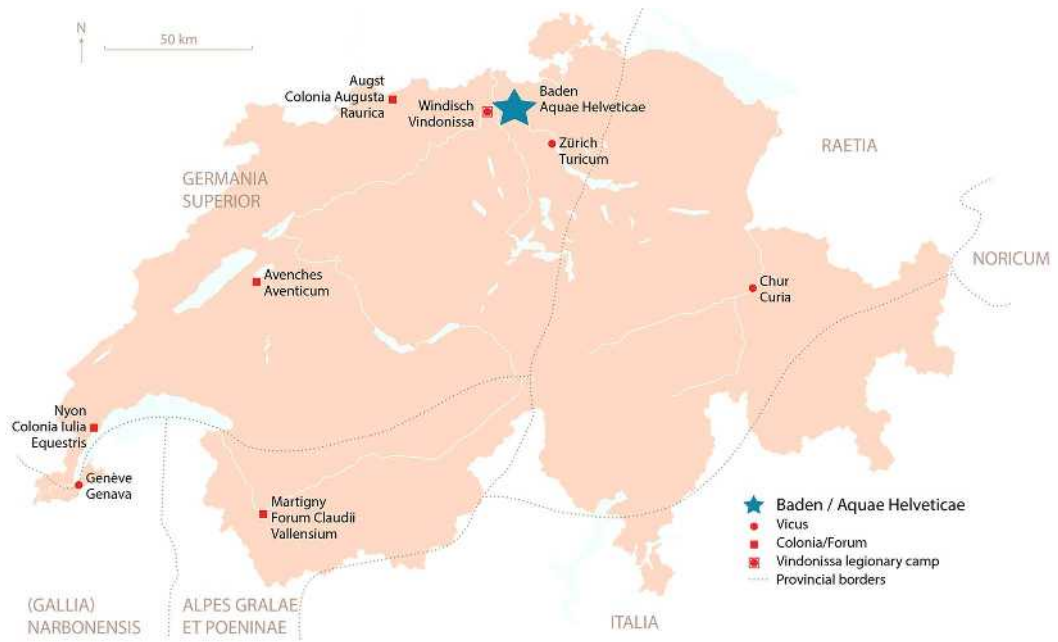 N
50 km
Augst
Colonia Augusta
Raurica
Windisch
Vindonissa
Baden
Aquae Helveticae
Zürich
Turicum
RAETIA
GERMANIA
SUPERIOR
NORICUM
Avenches
Aventicum
Chur
Curia
Nyon
Colonia Iulia
Equestris
Genève
Genava
Martigny
Forum Claudii
Vallensium
Baden / Aquae Helveticae
Vicus
Colonia/Forum
Vindonissa legionary camp
Provincial borders
(GALLIA)
NARBONENSIS
ALPES GRALAE
ET POENINAE
ITALIA